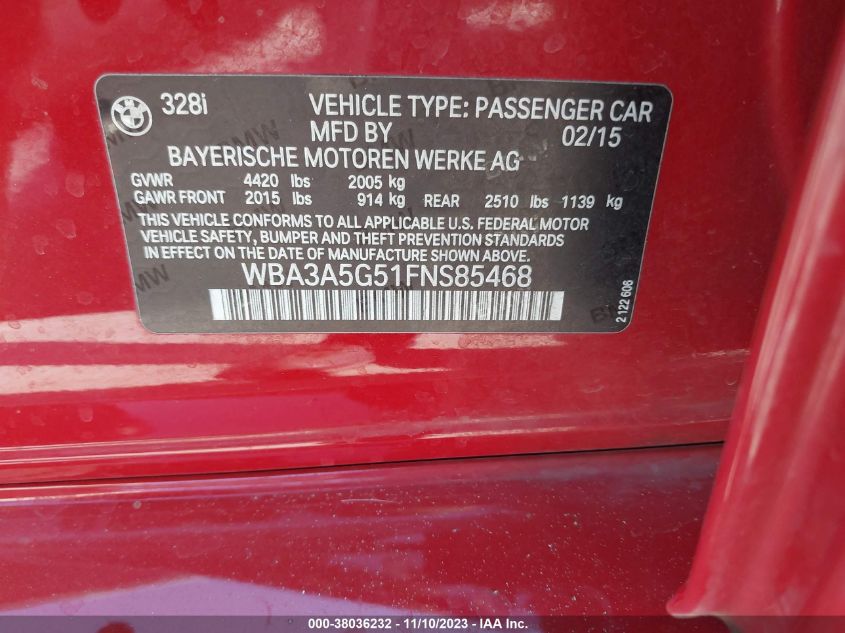 328i VEHICLE TYPE: PASSENGER CAR
MFD BY 02/15
BAYERISCHE MOTOREN WERKE AG
GVWR 4420 lbs 2005 kg
GAWR FRONT 2015 lbs 914 kg REAR 2510 lbs 1139 kg
THIS VEHICLE CONFORMS TO ALL APPLICABLE U.S. FEDERAL MOTOR
VEHICLE SAFETY, BUMPER AND THEFT PREVENTION STANDARDS
IN EFFECT ON THE DATE OF MANUFACTURE SHOWN ABOVE.
WBA3A5G51FNS85468
2 122 608
000-38036232 - 11/10/2023 - IAAI.com